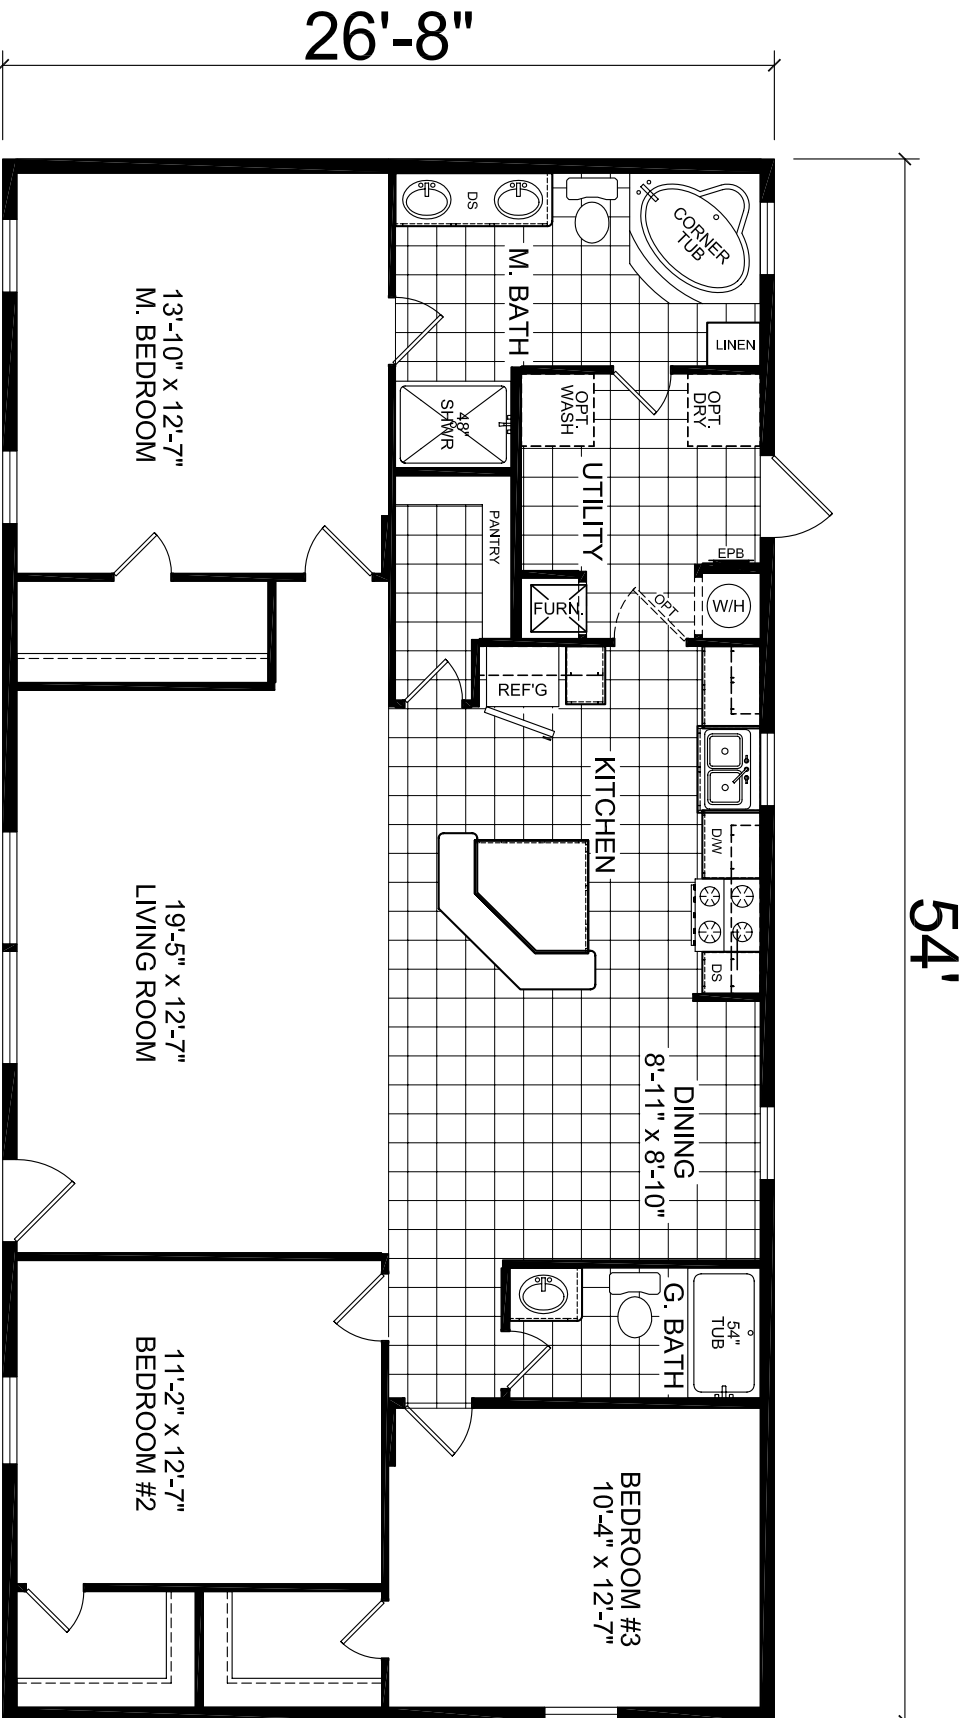 26'-8"
54'
DS
CORNER
TUB
M. BATH
LINEN
13'-10" x 12'-7"
M. BEDROOM
48"
SHWR
OPT.
WASH
OPT.
DRY
UTILITY
PANTRY
EPB
FURN.
OPT.
W/H
REF'G
KITCHEN
D/W
DS
19'-5" x 12'-7"
LIVING ROOM
DINING
8'-11" x 8'-10"
G. BATH
54"
TUB
11'-2" x 12'-7"
BEDROOM #2
BEDROOM #3
10'-4" x 12'-7"